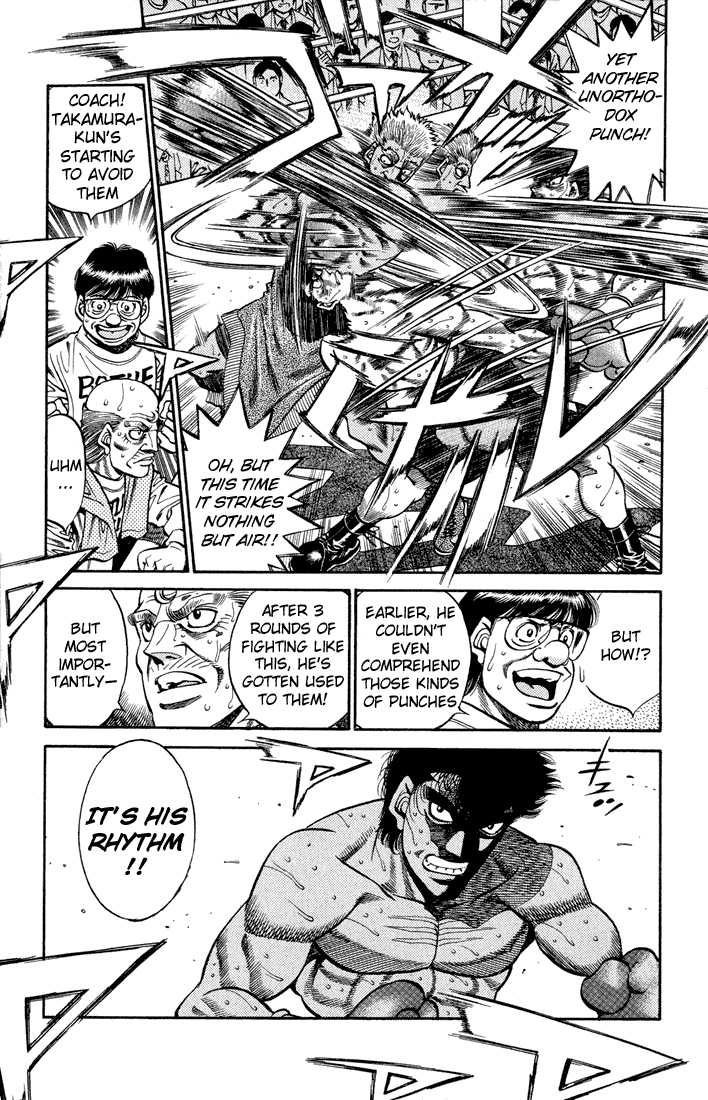 YET
ANOTHER
UNORTHO-
DOX
PUNCH!
OH, BUT
THIS TIME
IT STRIKES
NOTHING
BUT AIR!!
COACH!
TAKAMURA-
KUN'S
STARTING
TO AVOID
THEM
UHM
...
BUT
HOW!?
EARLIER, HE
COULDN'T
EVEN
COMPREHEND
THOSE KINDS
OF PUNCHES
AFTER 3
ROUNDS OF
FIGHTING LIKE
THIS, HE'S
GOTTEN USED
TO THEM!
BUT
MOST
IMPOR-
TANTLY—
IT'S HIS
RHYTHM
!!